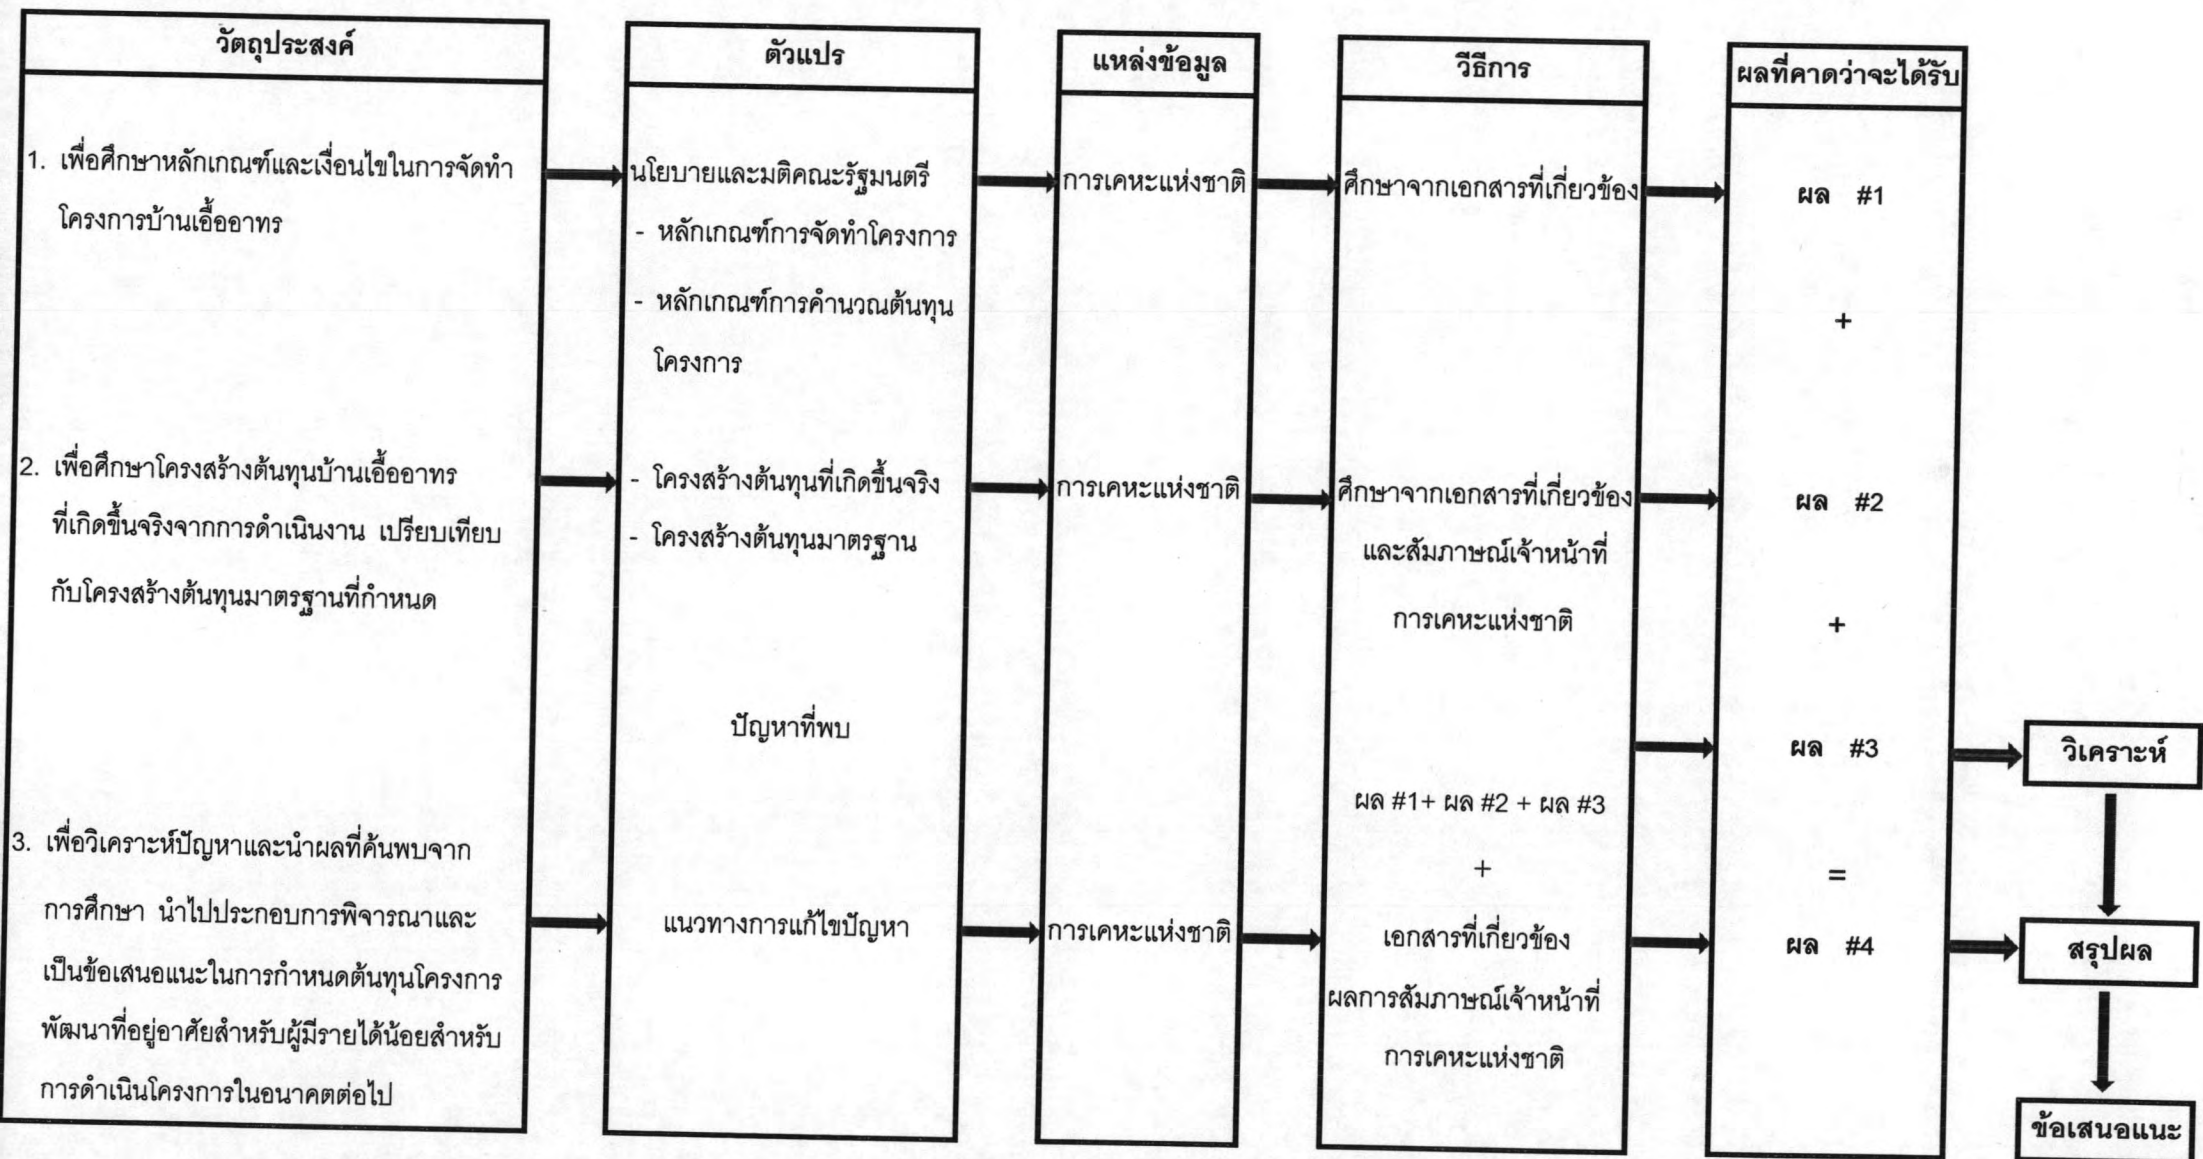 วัตถุประสงค์
1. เพื่อศึกษาหลักเกณฑ์และเงื่อนไขในการจัดทำ
โครงการบ้านเอื้ออาทร
2. เพื่อศึกษาโครงสร้างต้นทุนบ้านเอื้ออาทร
ที่เกิดขึ้นจริงจากการดำเนินงาน เปรียบเทียบ
กับโครงสร้างต้นทุนมาตรฐานที่กำหนด
3. เพื่อวิเคราะห์ปัญหาและนำผลที่ค้นพบจาก
การศึกษา นำไปประกอบการพิจารณาและ
เป็นข้อเสนอแนะในการกำหนดต้นทุนโครงการ
พัฒนาที่อยู่อาศัยสำหรับผู้มีรายได้น้อยสำหรับ
การดำเนินโครงการในอนาคตต่อไป
ตัวแปร
นโยบายและมติคณะรัฐมนตรี
- หลักเกณฑ์การจัดทำโครงการ
- หลักเกณฑ์การคำนวณต้นทุน
โครงการ
- โครงสร้างต้นทุนที่เกิดขึ้นจริง
- โครงสร้างต้นทุนมาตรฐาน
ปัญหาที่พบ
แนวทางการแก้ไขปัญหา
แหล่งข้อมูล
การเคหะแห่งชาติ
การเคหะแห่งชาติ
การเคหะแห่งชาติ
วีธีการ
ศึกษาจากเอกสารที่เกี่ยวข้อง
ศึกษาจากเอกสารที่เกี่ยวข้อง
และสัมภาษณ์เจ้าหน้าที่
การเคหะแห่งชาติ
ผล #1+ ผล #2 + ผล #3
+
เอกสารที่เกี่ยวข้อง
ผลการสัมภาษณ์เจ้าหน้าที่
การเคหะแห่งชาติ
ผลที่คาดว่าจะได้รับ
ผล #1
+
ผล #2
+
ผล #3
=
ผล #4
วิเคราะห์
สรุปผล
ข้อเสนอแนะ